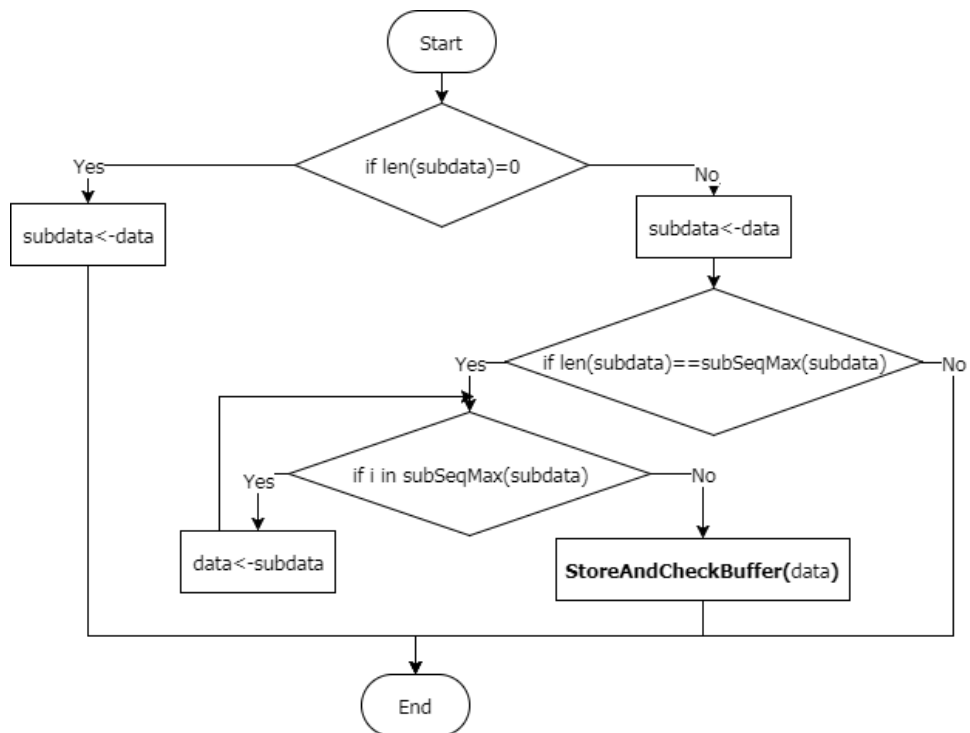 Start
if len(subdata)=0
Yes
No
subdata<-data
subdata<-data
if len(subdata)==subSeqMax(subdata)
Yes
No
if i in subSeqMax(subdata)
Yes
No
data<-subdata
StoreAndCheckBuffer(data)
End